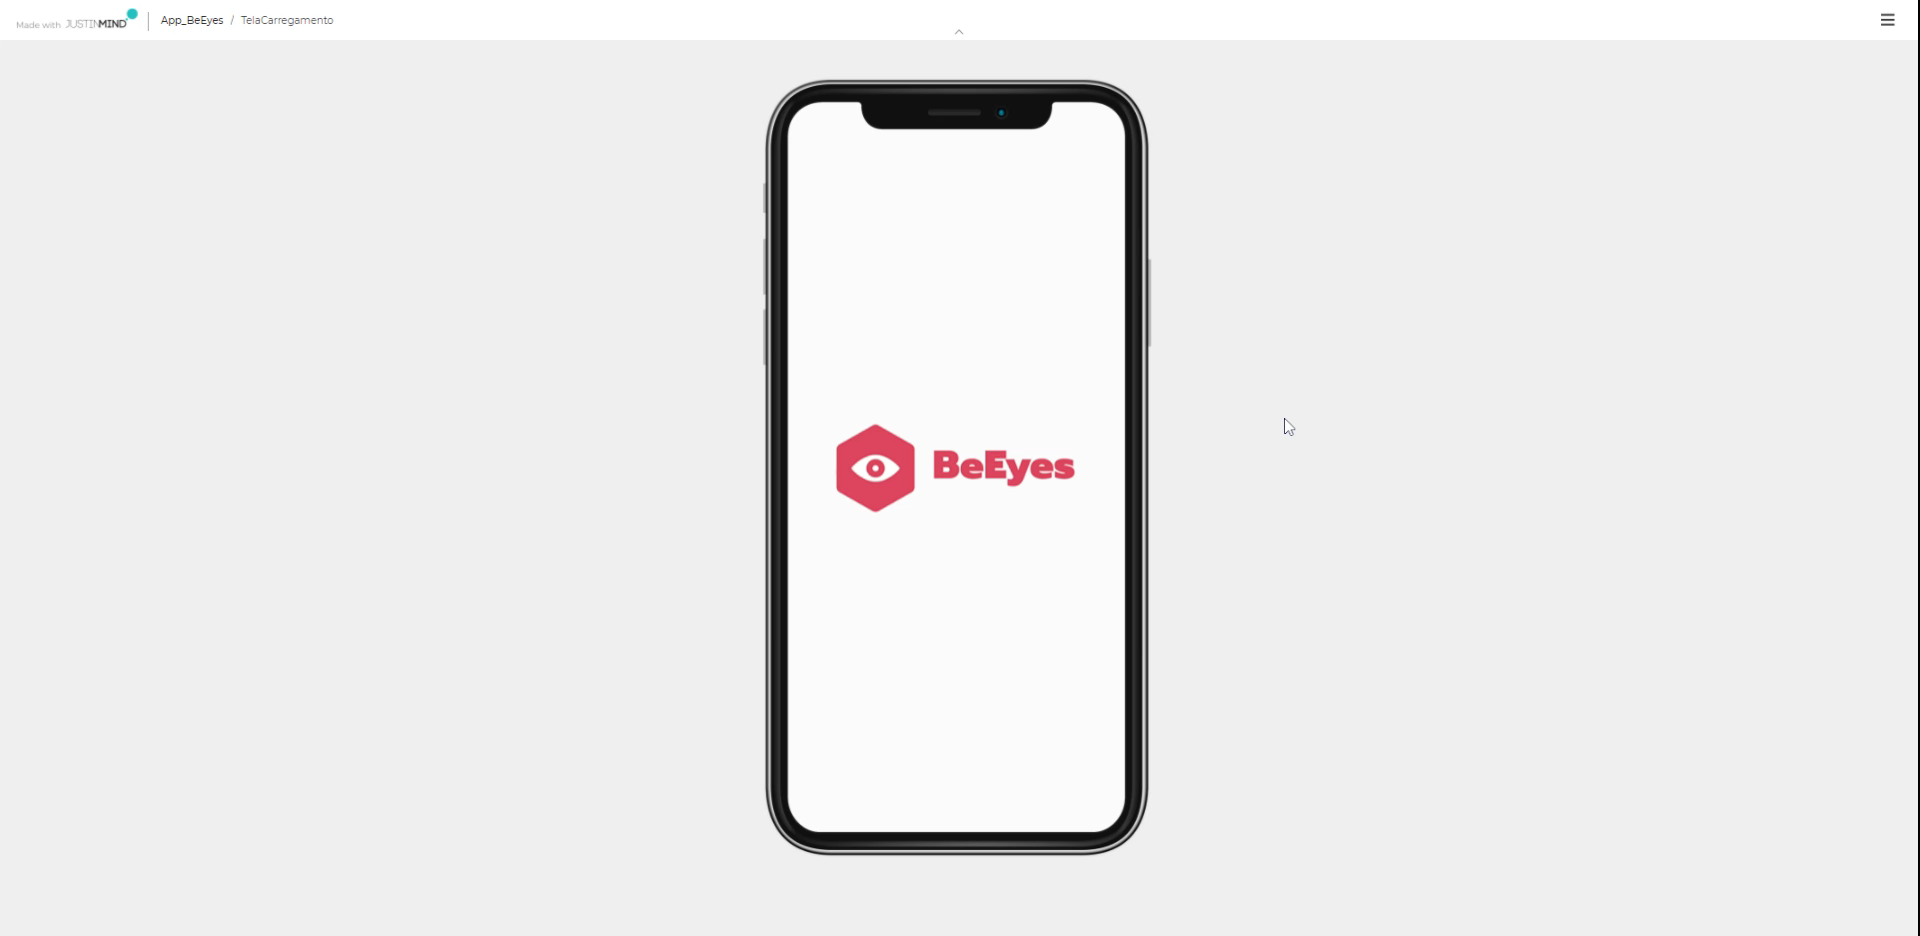 Made with JUSTINMIND
App_BeEyes / TelaCarregamento
BeEyes